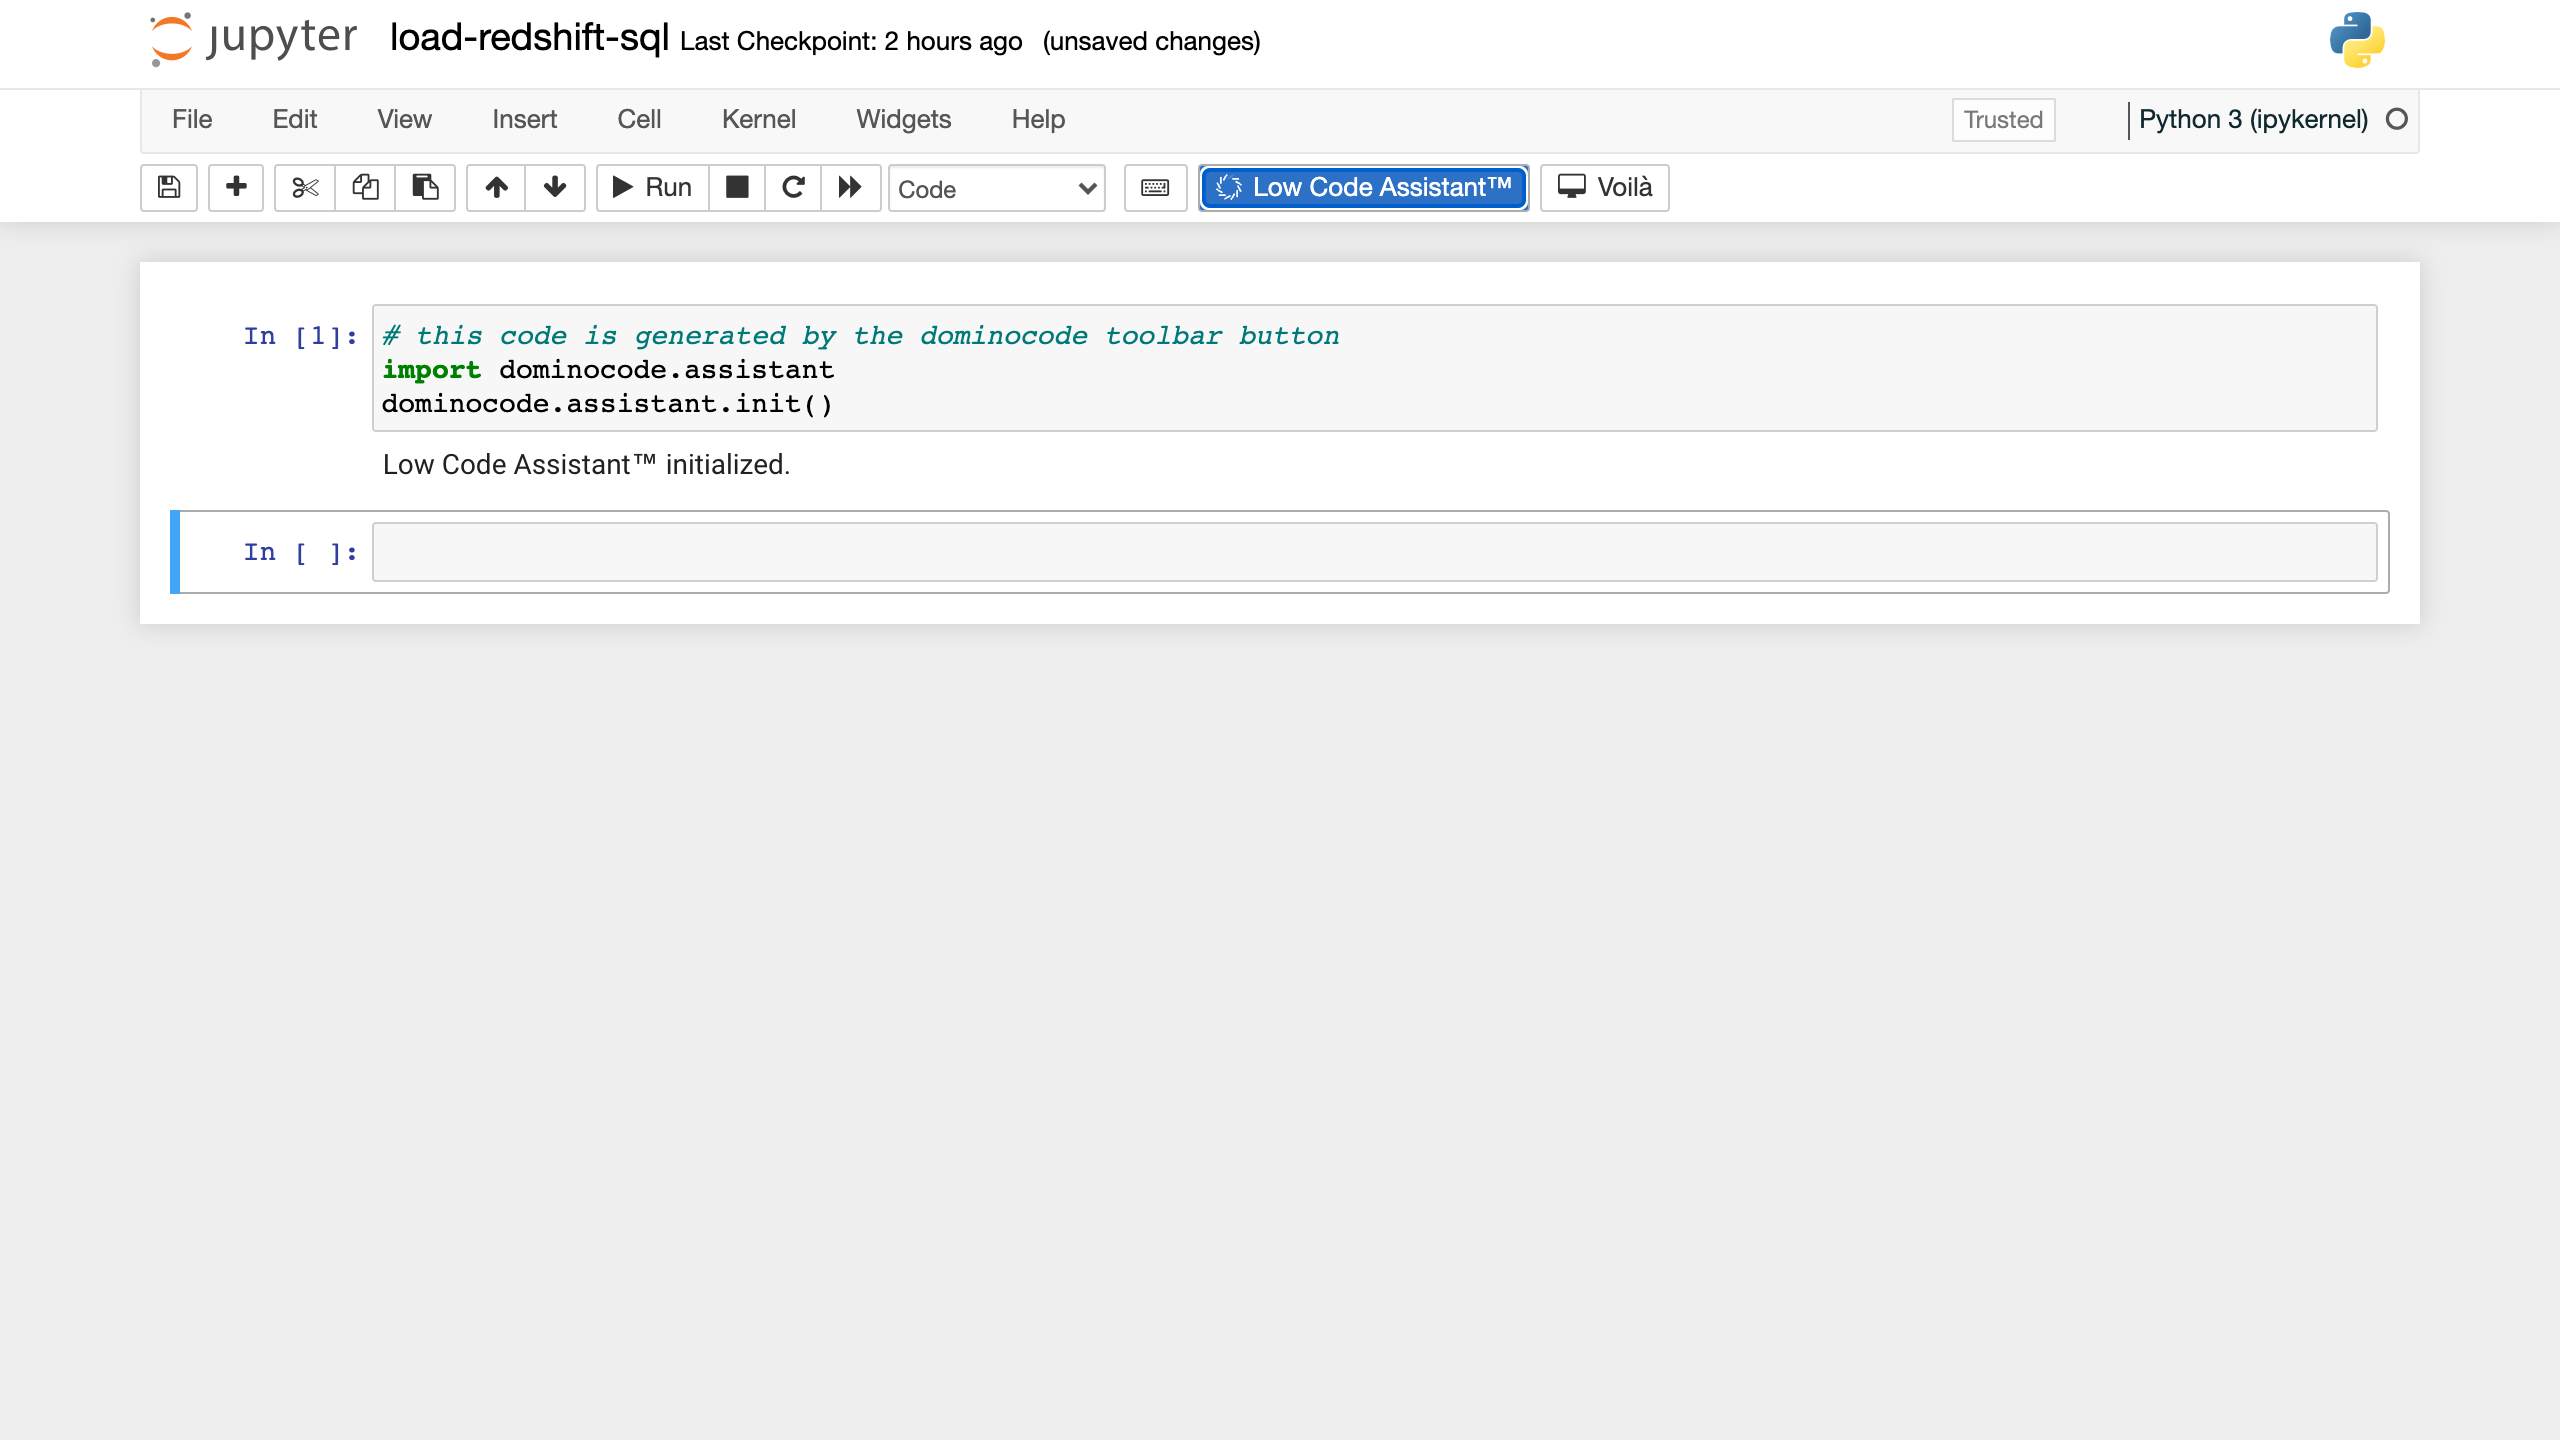 jupyter load-redshift-sql Last Checkpoint: 2 hours ago (unsaved changes)
File Edit View Insert Cell Kernel Widgets Help Trusted Python 3 (ipykernel)
Run Code Low Code Assistant™ Voilà
In [1]: # this code is generated by the dominocode toolbar button
import dominocode.assistant
dominocode.assistant.init()
Low Code Assistant™ initialized.
In [ ]: